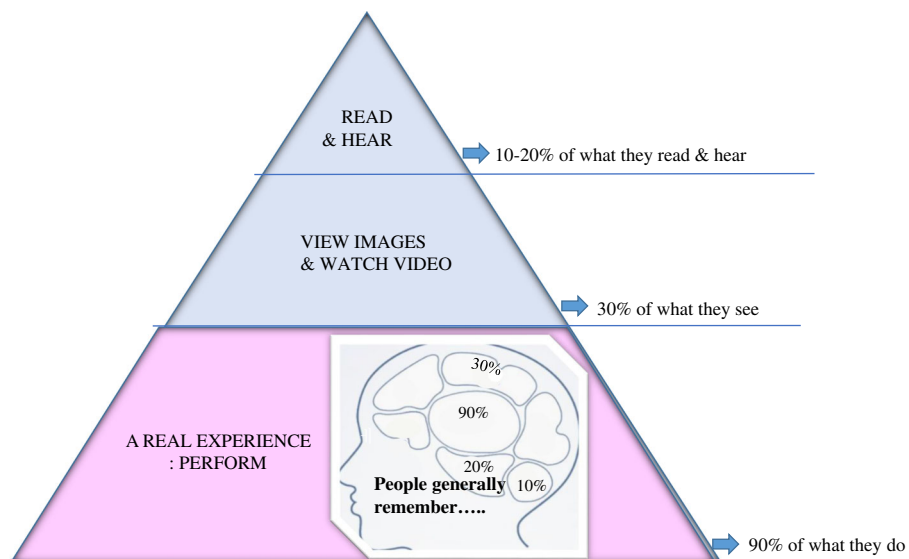 READ
& HEAR
10-20% of what they read & hear
VIEW IMAGES
& WATCH VIDEO
30% of what they see
A REAL EXPERIENCE
: PERFORM
30%
90%
20%
10%
People generally
remember…..
90% of what they do